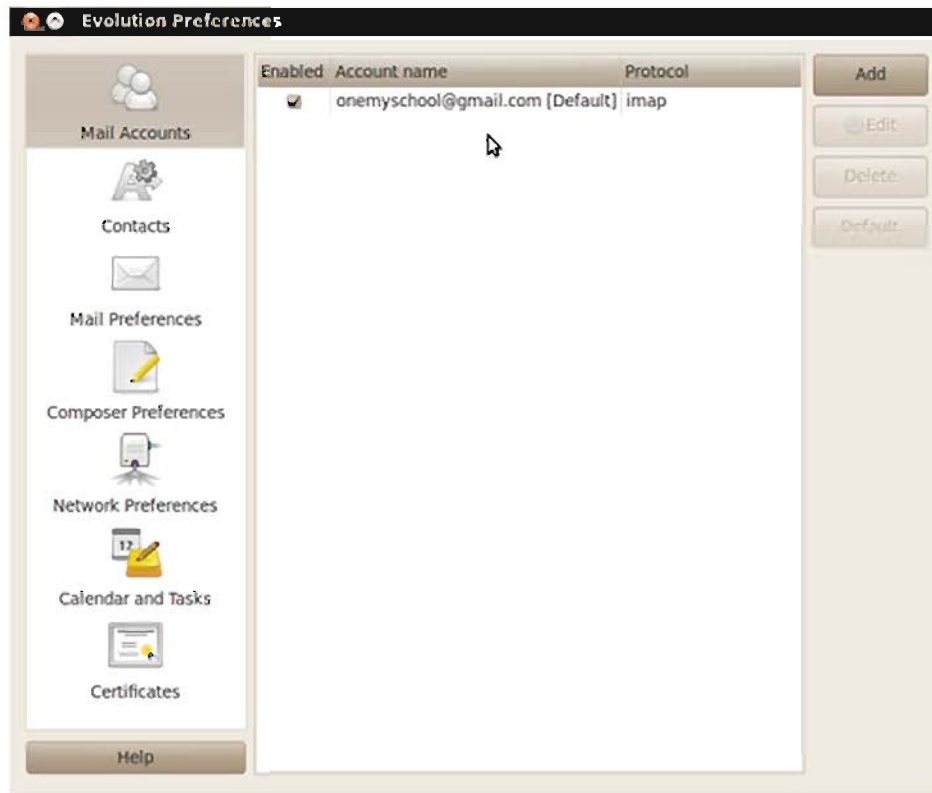 Evolution Preferences
Mail Accounts
Contacts
Mail Preferences
Composer Preferences
Network Preferences
12
Calendar and Tasks
Certificates
Help
Enabled Account name Protocol
onemyschool@gmail.com [Default] imap
Add
Edit
Delete
Default